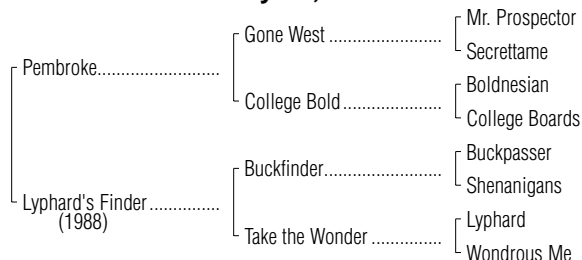 Mr. Prospector
Gone West
Secrettame
Pembroke
Boldnesian
College Bold
College Boards
Buckpasser
Buckfinder
Shenanigans
Lyphard's Finder
(1988)
Lyphard
Take the Wonder
Wondrous Me